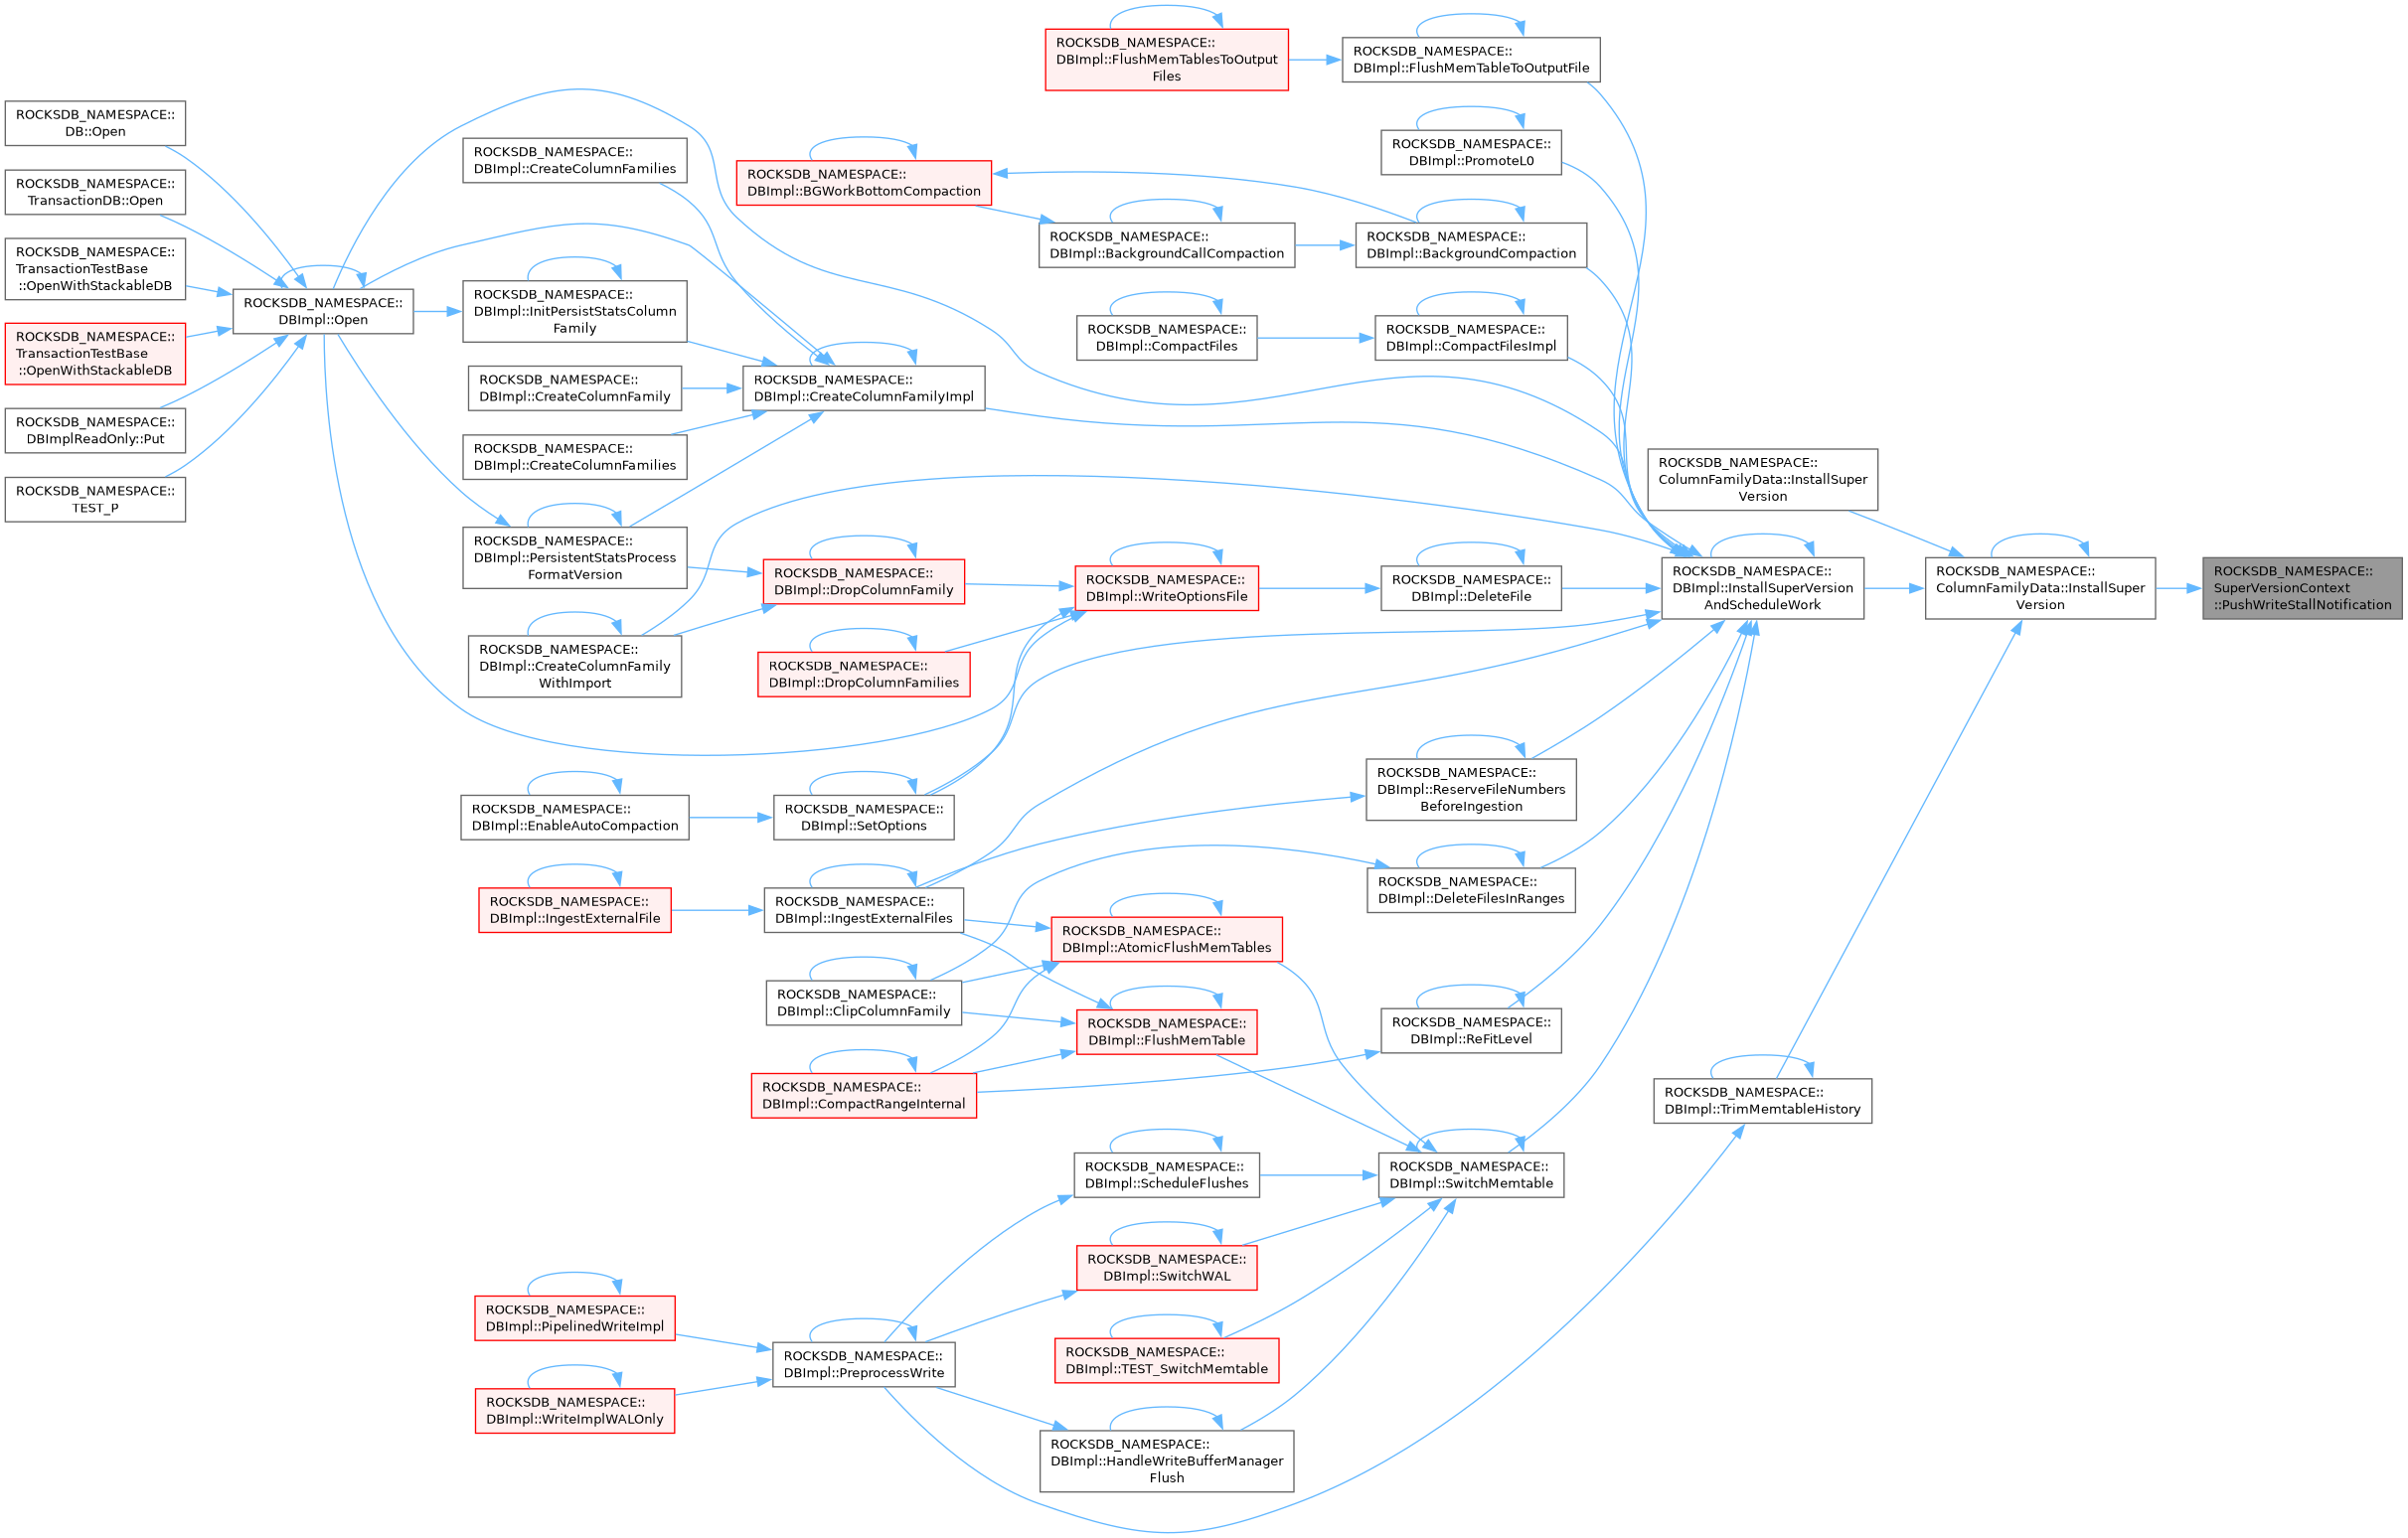 ROCKSDB_NAMESPACE::
DBImpl::FlushMemTablesToOutput
Files
ROCKSDB_NAMESPACE::
DBImpl::FlushMemTableToOutputFile
ROCKSDB_NAMESPACE::
DB::Open
ROCKSDB_NAMESPACE::
DBImpl::CreateColumnFamilies
ROCKSDB_NAMESPACE::
DBImpl::PromoteL0
ROCKSDB_NAMESPACE::
TransactionDB::Open
ROCKSDB_NAMESPACE::
DBImpl::BGWorkBottomCompaction
ROCKSDB_NAMESPACE::
DBImpl::BackgroundCallCompaction
ROCKSDB_NAMESPACE::
DBImpl::BackgroundCompaction
ROCKSDB_NAMESPACE::
TransactionTestBase
::OpenWithStackableDB
ROCKSDB_NAMESPACE::
DBImpl::Open
ROCKSDB_NAMESPACE::
DBImpl::InitPersistStatsColumn
Family
ROCKSDB_NAMESPACE::
DBImpl::CompactFiles
ROCKSDB_NAMESPACE::
DBImpl::CompactFilesImpl
ROCKSDB_NAMESPACE::
TransactionTestBase
::OpenWithStackableDB
ROCKSDB_NAMESPACE::
DBImpl::CreateColumnFamily
ROCKSDB_NAMESPACE::
DBImpl::CreateColumnFamilyImpl
ROCKSDB_NAMESPACE::
DBImplReadOnly::Put
ROCKSDB_NAMESPACE::
DBImpl::CreateColumnFamilies
ROCKSDB_NAMESPACE::
ColumnFamilyData::InstallSuper
Version
ROCKSDB_NAMESPACE::
TEST_P
ROCKSDB_NAMESPACE::
DBImpl::PersistentStatsProcess
FormatVersion
ROCKSDB_NAMESPACE::
DBImpl::DropColumnFamily
ROCKSDB_NAMESPACE::
DBImpl::WriteOptionsFile
ROCKSDB_NAMESPACE::
DBImpl::DeleteFile
ROCKSDB_NAMESPACE::
DBImpl::InstallSuperVersion
AndScheduleWork
ROCKSDB_NAMESPACE::
ColumnFamilyData::InstallSuper
Version
ROCKSDB_NAMESPACE::
SuperVersionContext
::PushWriteStallNotification
ROCKSDB_NAMESPACE::
DBImpl::CreateColumnFamily
WithImport
ROCKSDB_NAMESPACE::
DBImpl::DropColumnFamilies
ROCKSDB_NAMESPACE::
DBImpl::ReserveFileNumbers
BeforeIngestion
ROCKSDB_NAMESPACE::
DBImpl::EnableAutoCompaction
ROCKSDB_NAMESPACE::
DBImpl::SetOptions
ROCKSDB_NAMESPACE::
DBImpl::DeleteFilesInRanges
ROCKSDB_NAMESPACE::
DBImpl::IngestExternalFile
ROCKSDB_NAMESPACE::
DBImpl::IngestExternalFiles
ROCKSDB_NAMESPACE::
DBImpl::AtomicFlushMemTables
ROCKSDB_NAMESPACE::
DBImpl::ClipColumnFamily
ROCKSDB_NAMESPACE::
DBImpl::FlushMemTable
ROCKSDB_NAMESPACE::
DBImpl::ReFitLevel
ROCKSDB_NAMESPACE::
DBImpl::CompactRangeInternal
ROCKSDB_NAMESPACE::
DBImpl::TrimMemtableHistory
ROCKSDB_NAMESPACE::
DBImpl::ScheduleFlushes
ROCKSDB_NAMESPACE::
DBImpl::SwitchMemtable
ROCKSDB_NAMESPACE::
DBImpl::SwitchWAL
ROCKSDB_NAMESPACE::
DBImpl::PipelinedWriteImpl
ROCKSDB_NAMESPACE::
DBImpl::TEST_SwitchMemtable
ROCKSDB_NAMESPACE::
DBImpl::PreprocessWrite
ROCKSDB_NAMESPACE::
DBImpl::WriteImplWALOnly
ROCKSDB_NAMESPACE::
DBImpl::HandleWriteBufferManager
Flush